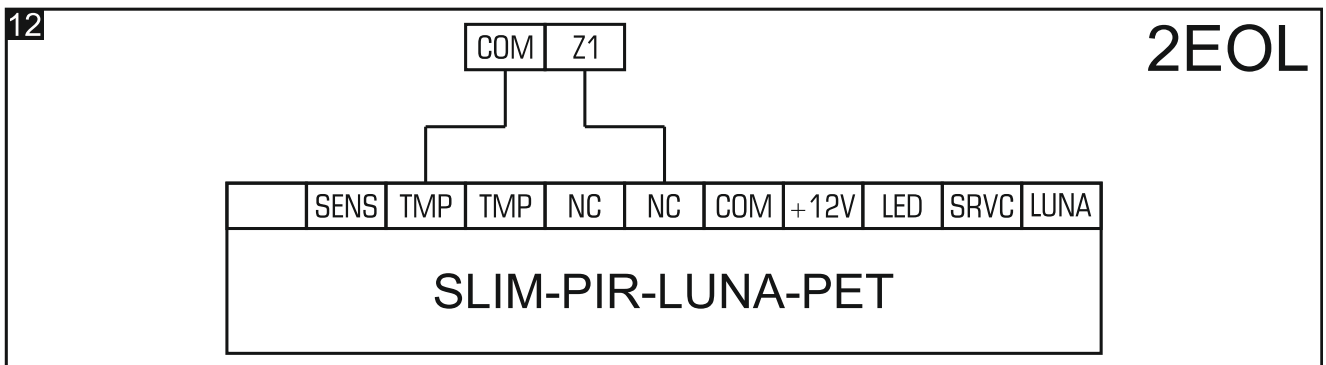 12
COM Z1
2EOL
SENS TMP TMP NC NC COM +12V LED SRVC LUNA
SLIM-PIR-LUNA-PET